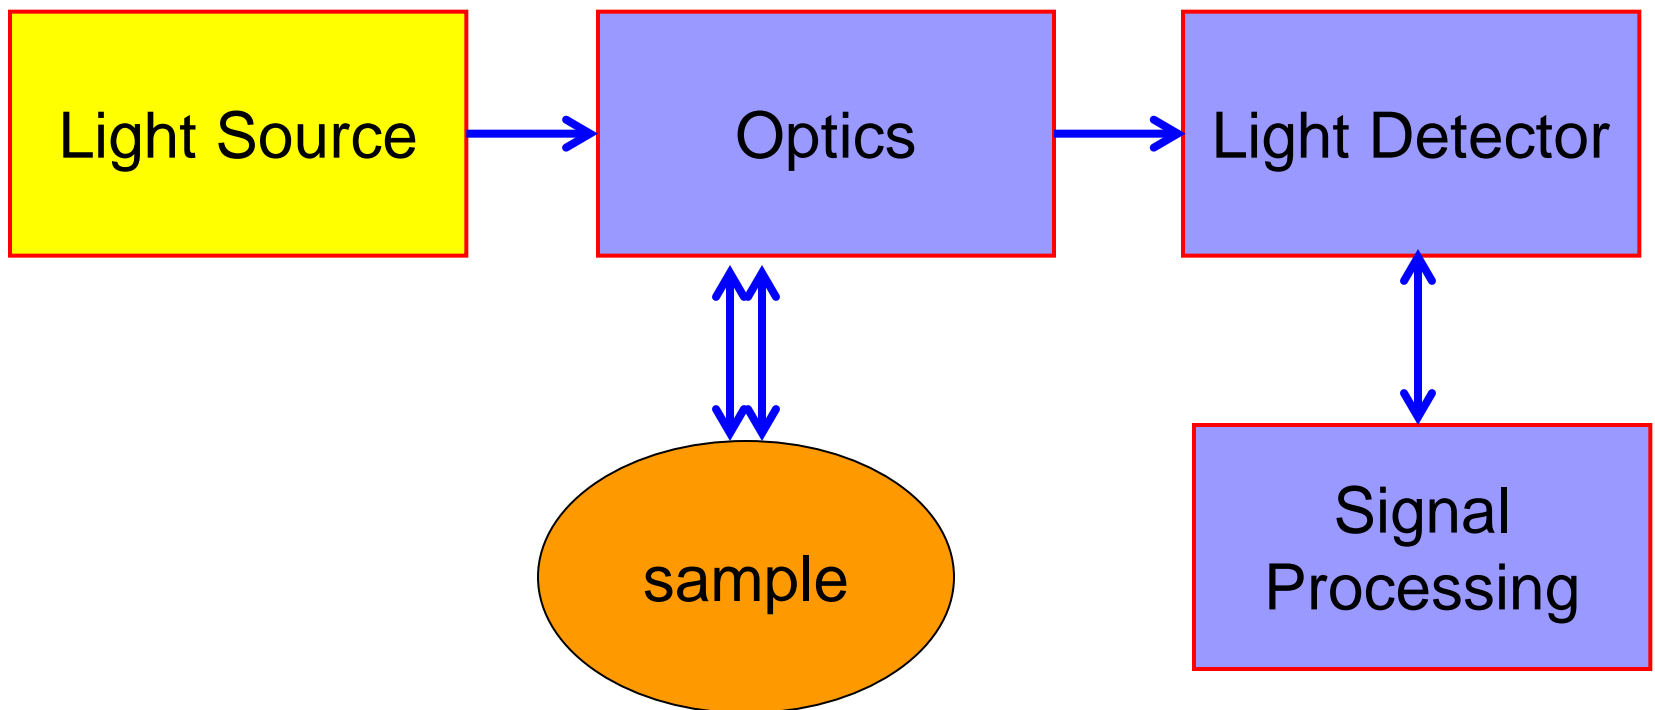 Light Source
Optics
Light Detector
sample
Signal
Processing